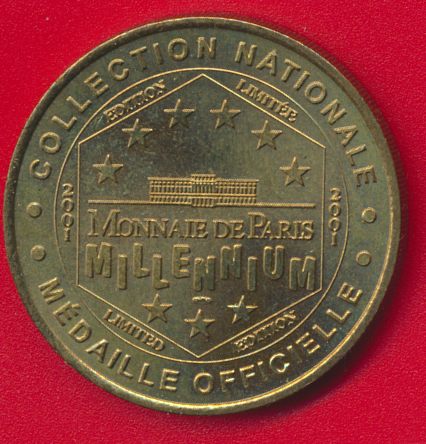 COLLECTION NATIONALE
EDITION LIMITÉE
2001 2001
MONNAIE DE PARIS
MILLENNIUM
LIMITED EDITION
MÉDAILLE OFFICIELLE